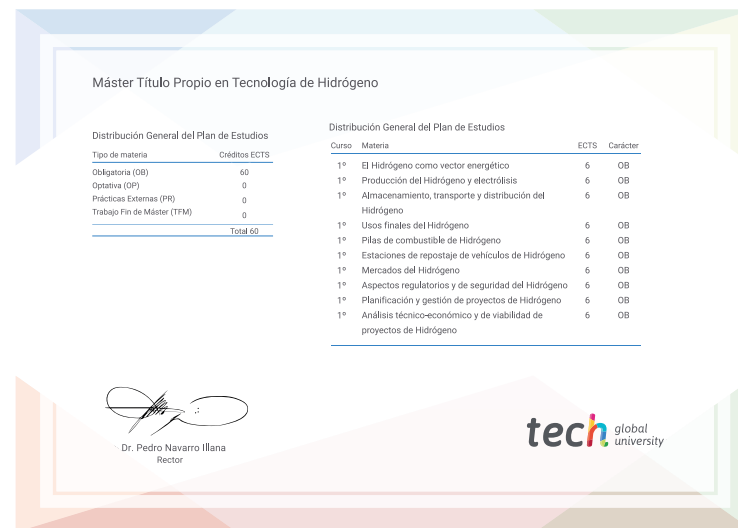 Máster Título Propio en Tecnología de Hidrógeno
Distribución General del Plan de Estudios
Tipo de materia Créditos ECTS
Obligatoria (OB) 60
Optativa (OP) 0
Prácticas Externas (PR) 0
Trabajo Fin de Máster (TFM) 0
Total 60
Distribución General del Plan de Estudios
Curso Materia ECTS Carácter
1º El Hidrógeno como vector energético 6 OB
1º Producción del Hidrógeno y electrólisis 6 OB
1º Almacenamiento, transporte y distribución del 6 OB
Hidrógeno
1º Usos finales del Hidrógeno 6 OB
1º Pilas de combustible de Hidrógeno 6 OB
1º Estaciones de repostaje de vehículos de Hidrógeno 6 OB
1º Mercados del Hidrógeno 6 OB
1º Aspectos regulatorios y de seguridad del Hidrógeno 6 OB
1º Planificación y gestión de proyectos de Hidrógeno 6 OB
1º Análisis técnico-económico y de viabilidad de 6 OB
proyectos de Hidrógeno
Dr. Pedro Navarro Illana
Rector
tech global
university